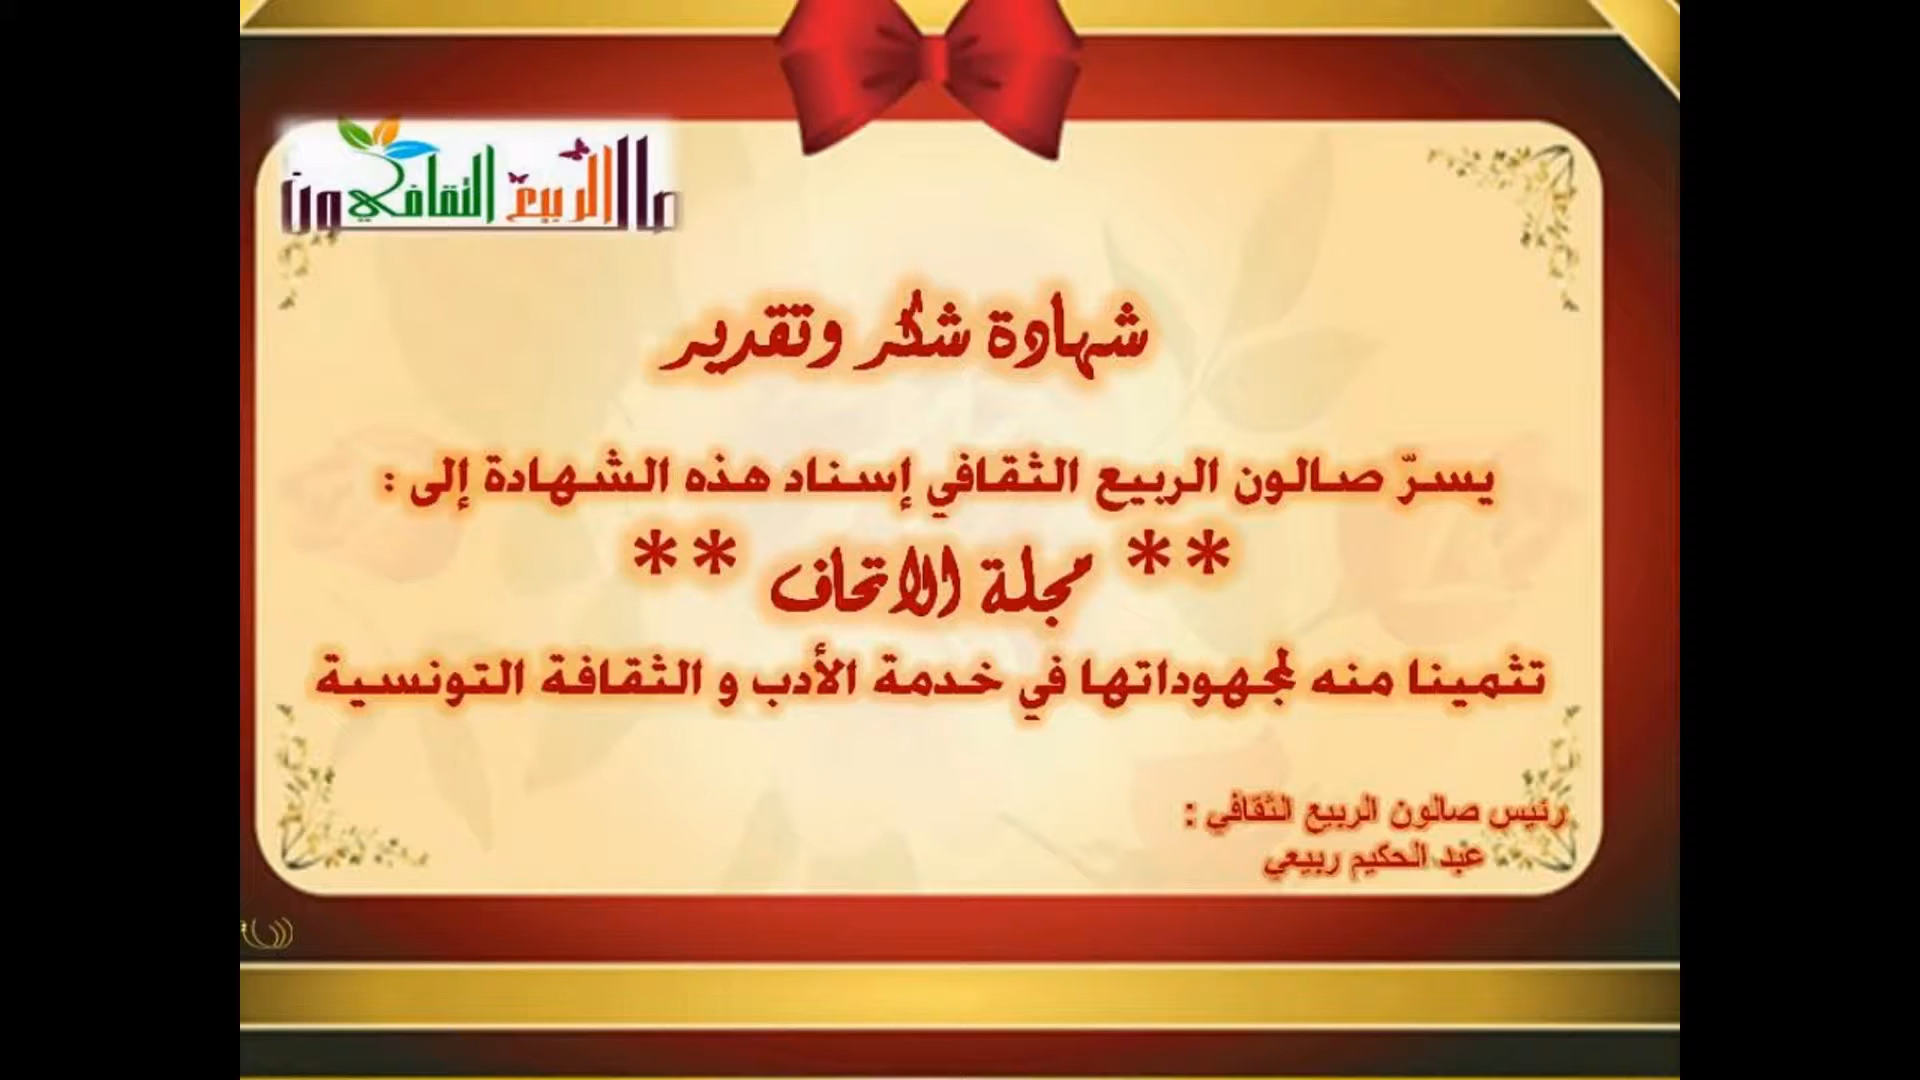 صالون الربيع الثقافي
شهادة شكر وتقدير
يسرّ صالون الربيع الثقافي إسناد هذه الشهادة إلى :
** مجلة الاتحاف **
تثمينا منه لمجهوداتها في خدمة الأدب و الثقافة التونسية
رئيس صالون الربيع الثقافي :
عبد الحكيم ربيعي